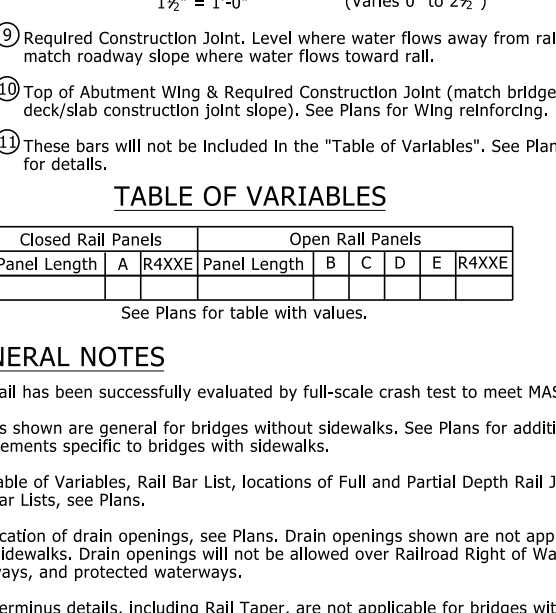 1½" = 1'-0" (Varies 0" to 2½")
9 Required Construction Joint. Level where water flows away from
match roadway slope where water flows toward rail.
10 Top of Abutment Wing & Required Construction Joint (match bridge
deck/slab construction joint slope). See Plans for Wing reinforcing.
11 These bars will not be included in the "Table of Variables". See
for details.
TABLE OF VARIABLES
Closed Rail Panels Open Rail Panels
Panel Length A R4XXE Panel Length B C D E R4XXE
See Plans for table with values.
NERAL NOTES
ail has been successfully evaluated by full-scale crash test to meet
s shown are general for bridges without sidewalks. See Plans for
ements specific to bridges with sidewalks.
able of Variables, Rail Bar List, locations of Full and Partial Depth Rail
ar Lists, see Plans.
cation of drain openings, see Plans. Drain openings shown are not
idewalks. Drain openings will not be allowed over Railroad Right of
ays, and protected waterways.
erminus details, including Rail Taper, are not applicable for bridges